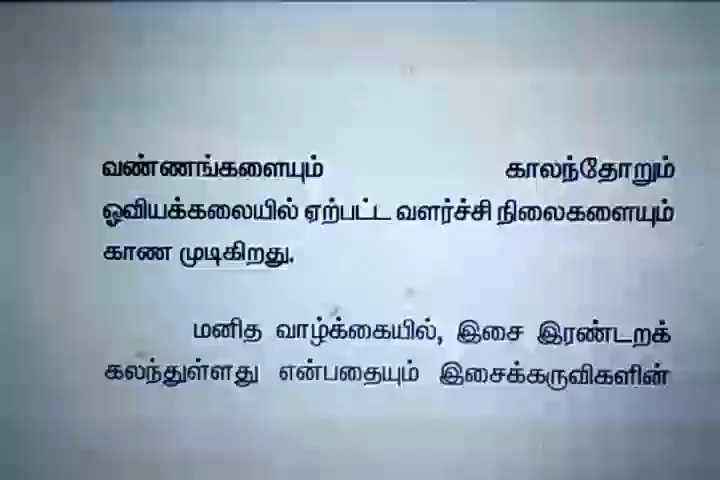 வண்ணங்களையும் காலந்தோறும்
ஓவியக்கலையில் ஏற்பட்ட வளர்ச்சி நிலைகளையும்
காண முடிகிறது.
மனித வாழ்க்கையில், இசை இரண்டறக்
கலந்துள்ளது என்பதையும் இசைக்கருவிகளின்